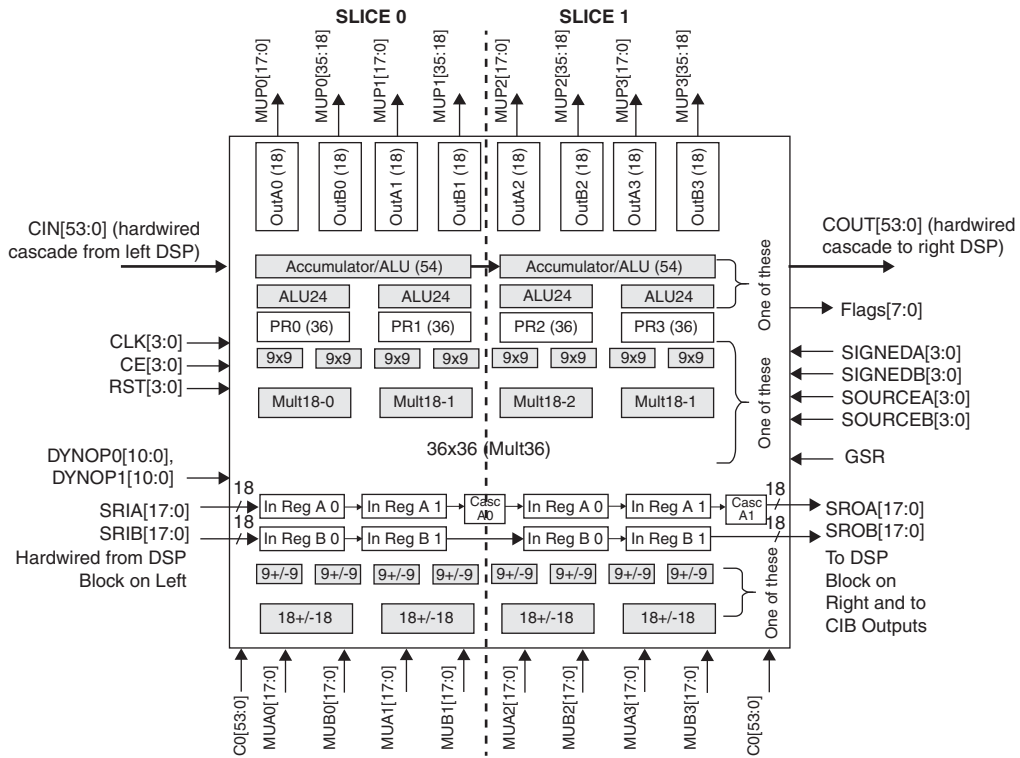 SLICE 0
SLICE 1
MUP0[17:0]
MUP0[35:18]
MUP1[17:0]
MUP1[35:18]
MUP2[17:0]
MUP2[35:18]
MUP3[17:0]
MUP3[35:18]
OutA0 (18)
OutB0 (18)
OutA1 (18)
OutB1 (18)
OutA2 (18)
OutB2 (18)
OutA3 (18)
OutB3 (18)
CIN[53:0] (hardwired
cascade from left DSP)
COUT[53:0] (hardwired
cascade to right DSP)
Accumulator/ALU (54)
Accumulator/ALU (54)
One of these
ALU24
ALU24
ALU24
ALU24
Flags[7:0]
PR0 (36)
PR1 (36)
PR2 (36)
PR3 (36)
CLK[3:0]
CE[3:0]
RST[3:0]
9x9
9x9
9x9
9x9
9x9
9x9
9x9
9x9
SIGNEDA[3:0]
SIGNEDB[3:0]
SOURCEA[3:0]
SOURCEB[3:0]
One of these
Mult18-0
Mult18-1
Mult18-2
Mult18-1
36x36 (Mult36)
GSR
DYNOP0[10:0],
DYNOP1[10:0]
18
SRIA[17:0]
In Reg A 0
In Reg A 1
Casc
A0
In Reg A 0
In Reg A 1
Casc
A1
18
SROA[17:0]
18
SRIB[17:0]
In Reg B 0
In Reg B 1
In Reg B 0
In Reg B 1
18
SROB[17:0]
Hardwired from DSP
Block on Left
To DSP
Block on
Right and to
CIB Outputs
9+/-9
9+/-9
9+/-9
9+/-9
9+/-9
9+/-9
9+/-9
9+/-9
One of these
18+/-18
18+/-18
18+/-18
18+/-18
C0[53:0]
MUA0[17:0]
MUB0[17:0]
MUA1[17:0]
MUB1[17:0]
MUA2[17:0]
MUB2[17:0]
MUA3[17:0]
MUB3[17:0]
C0[53:0]